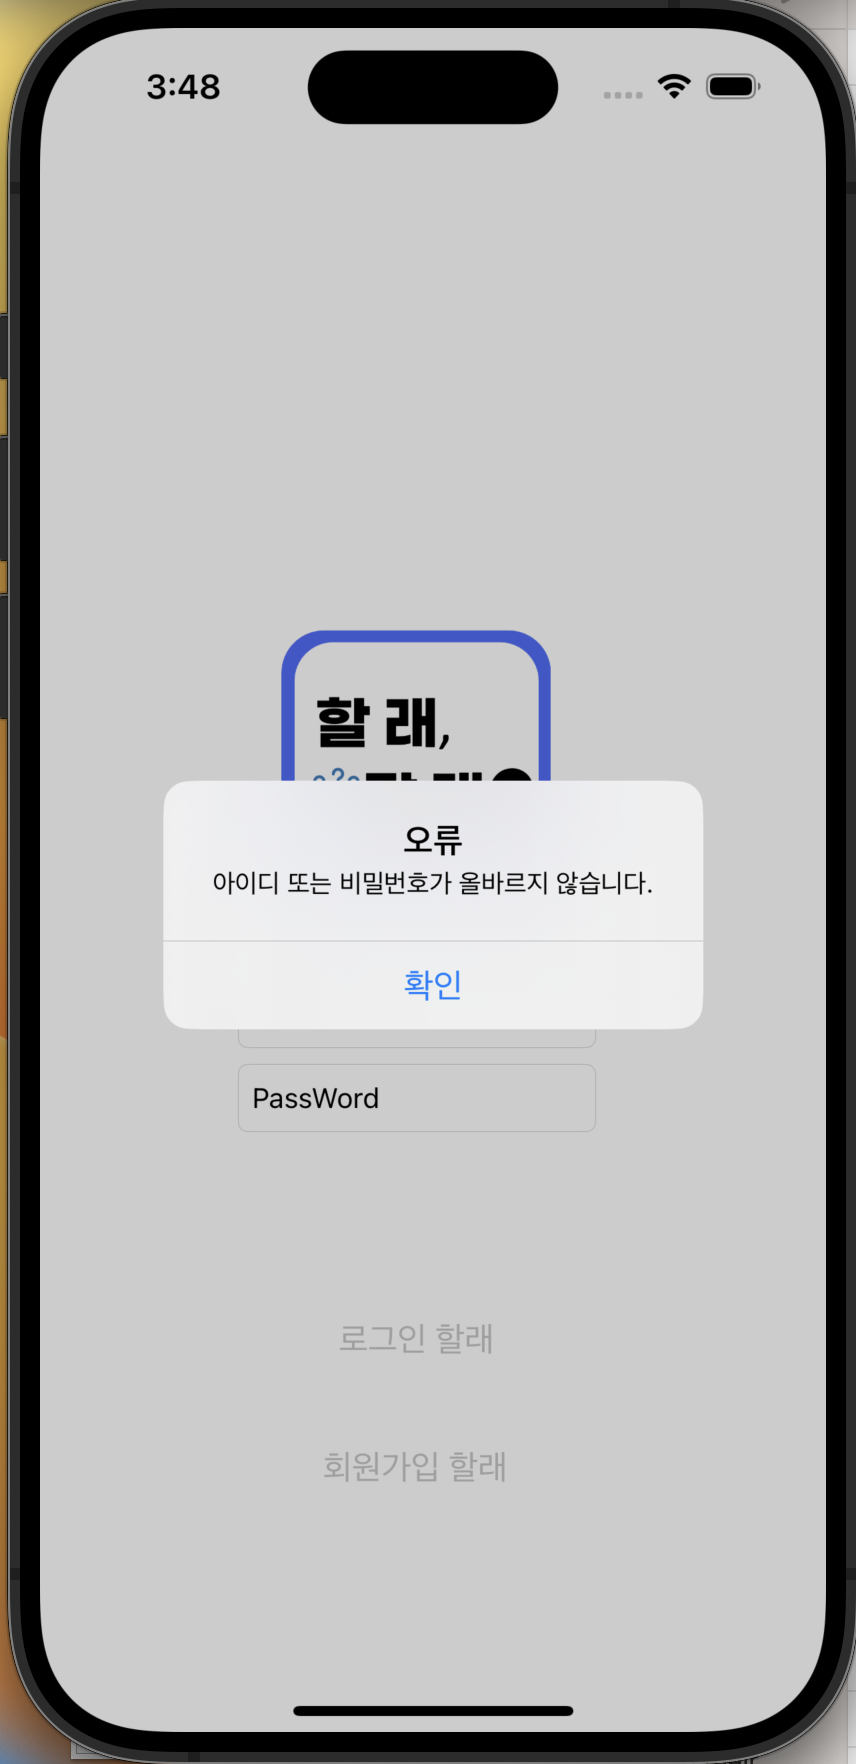 3:48
할 래,
오류
아이디 또는 비밀번호가 올바르지 않습니다.
확인
PassWord
로그인 할래
회원가입 할래